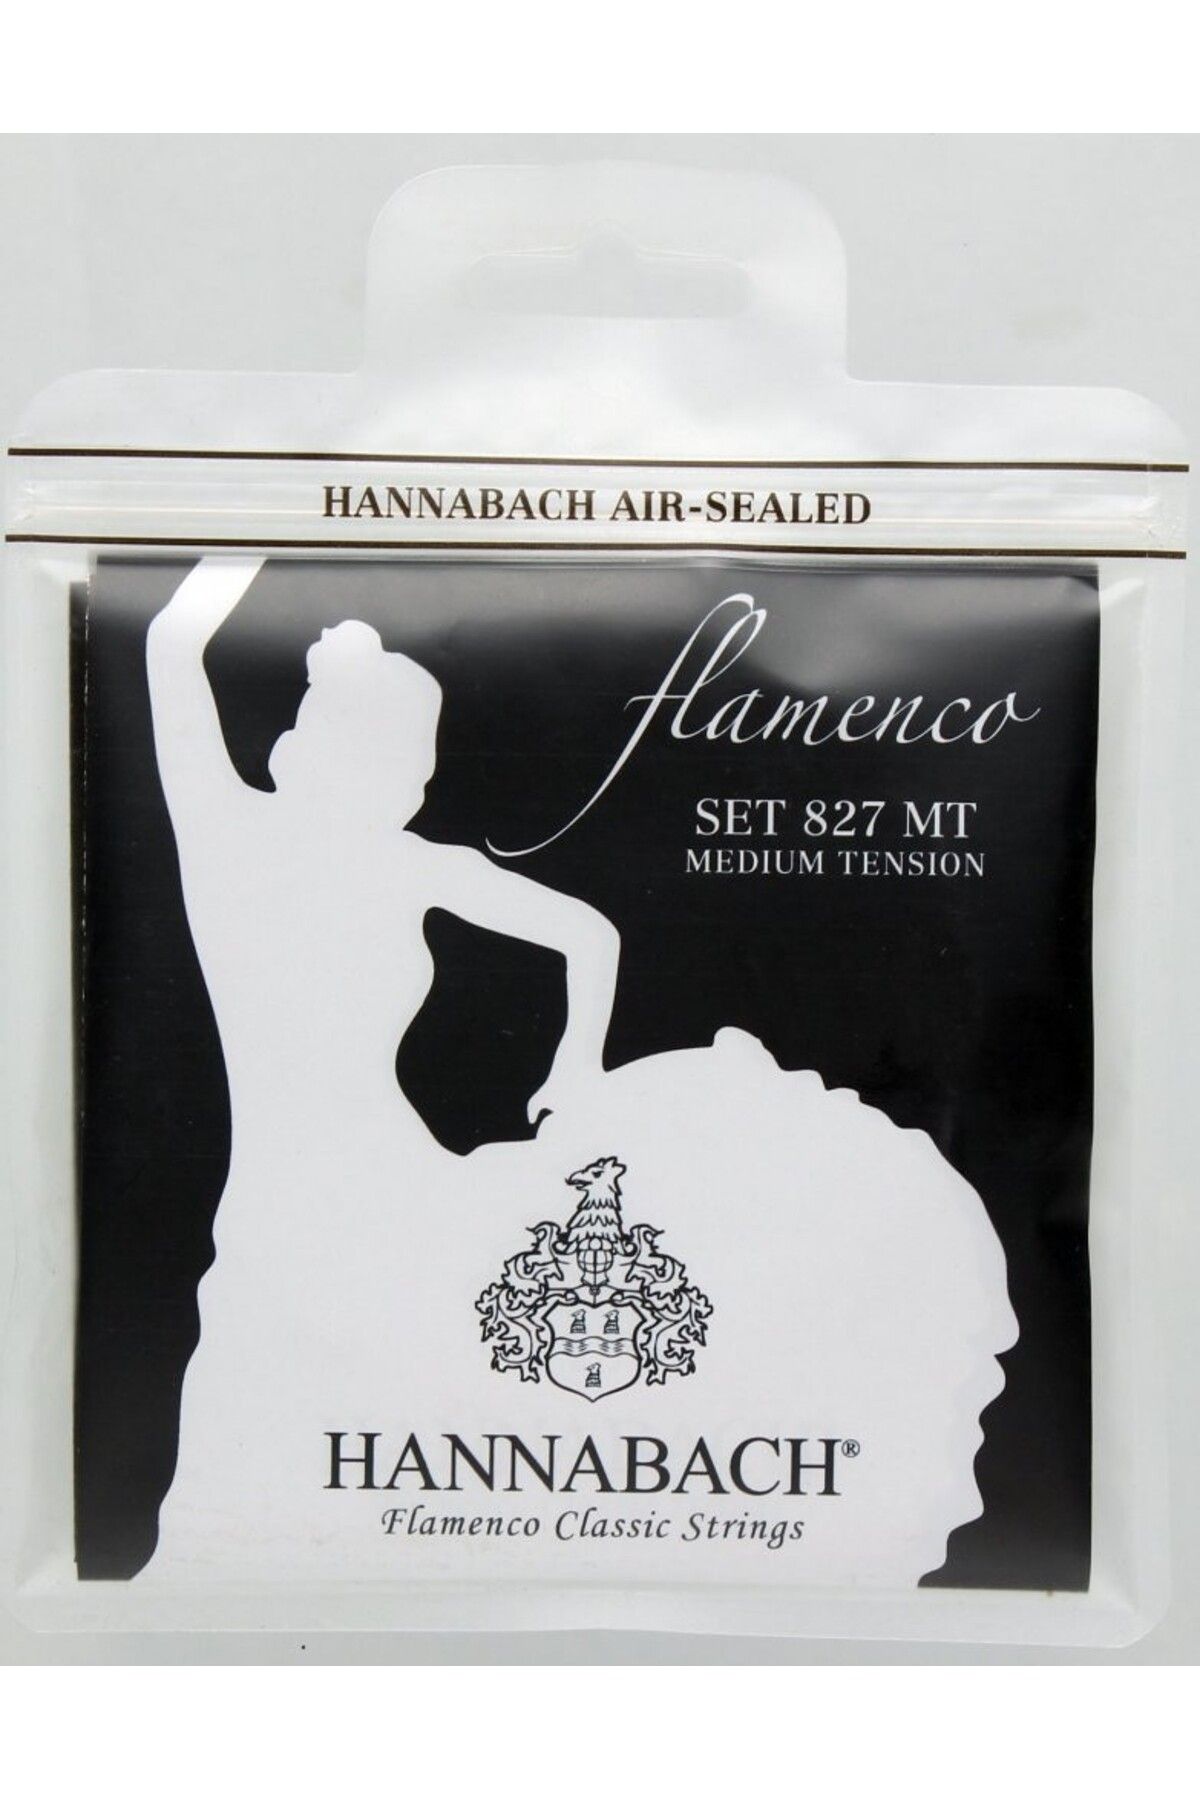 HANNABACH AIR-SEALED
flamenco
SET 827 MT
MEDIUM TENSION
HANNABACH®
Flamenco Classic Strings